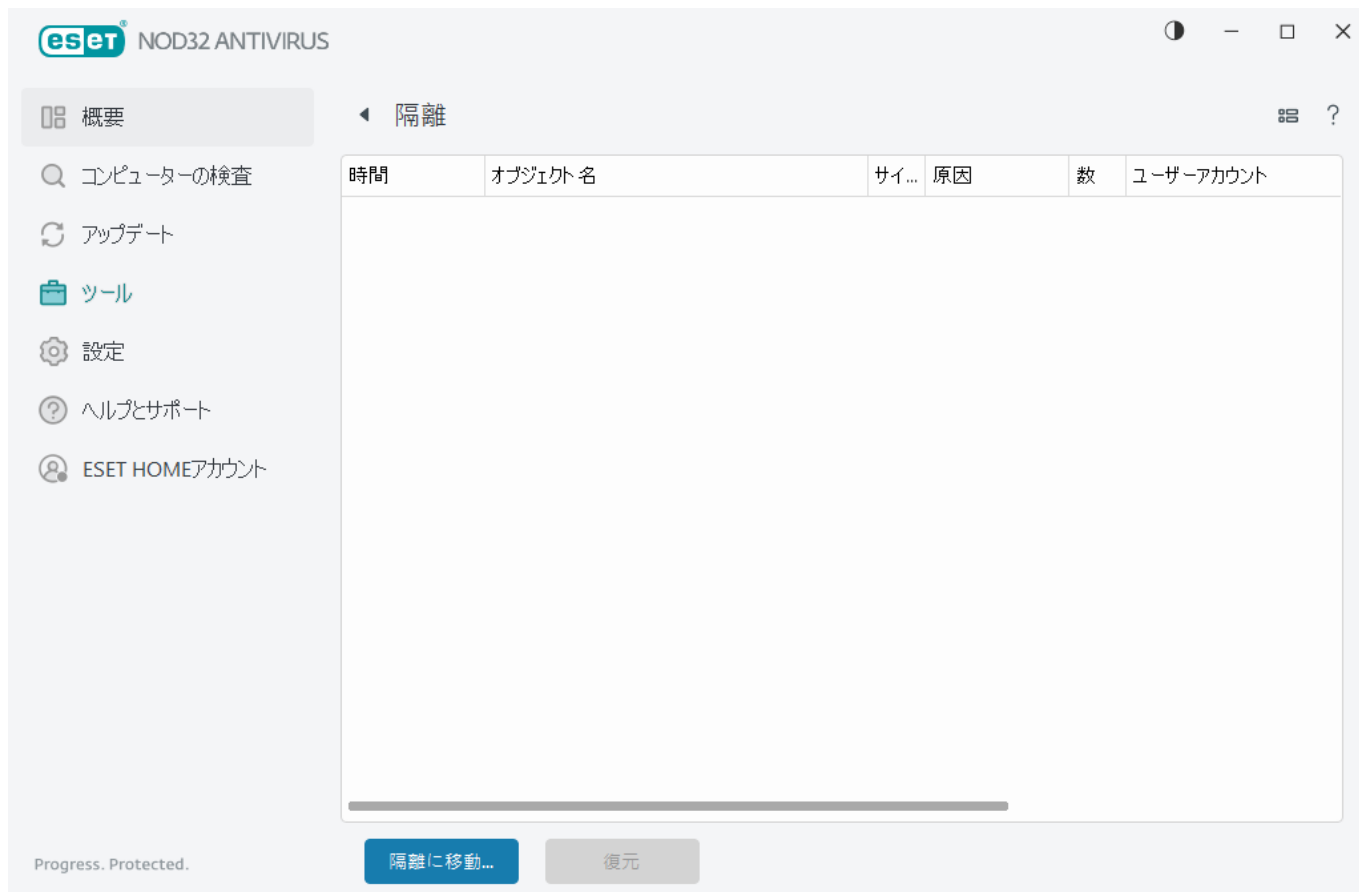 eset® NOD32 ANTIVIRUS
概要
コンピューターの検査
アップデート
ツール
設定
ヘルプとサポート
ESET HOMEアカウント
Progress. Protected.
隔離
?
時間 オブジェクト名 サイ... 原因 数 ユーザーアカウント
隔離に移動... 復元